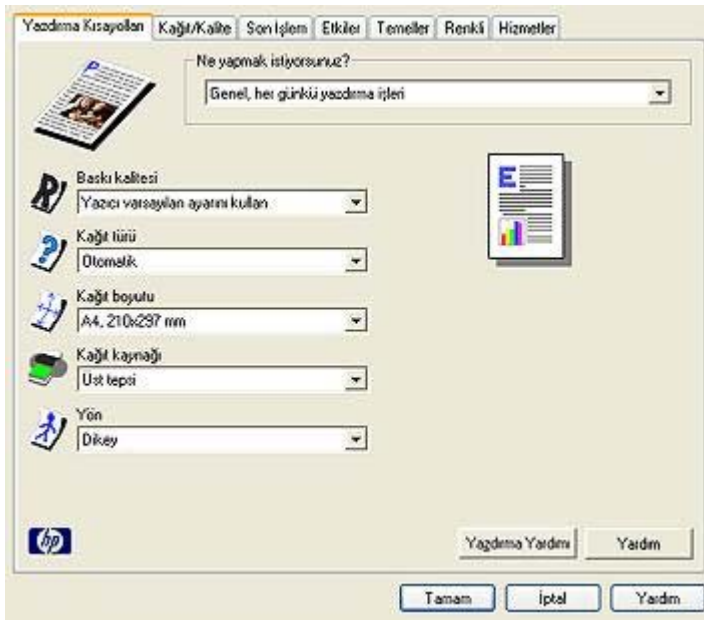 Yazdırma Kısayolları Kağıt/Kalite Son İşlem Etkiler Temeller Renkli Hizmetler
Ne yapmak istiyorsunuz?
Genel, her günkü yazdırma işleri
Baskı kalitesi
Yazıcı varsayılan ayarını kullan
Kağıt türü
Otomatik
Kağıt boyutu
A4, 210x297 mm
Kağıt kaynağı
Üst tepsi
Yön
Dikey
hp
Yazdırma Yardımı Yardım
Tamam İptal Yardım